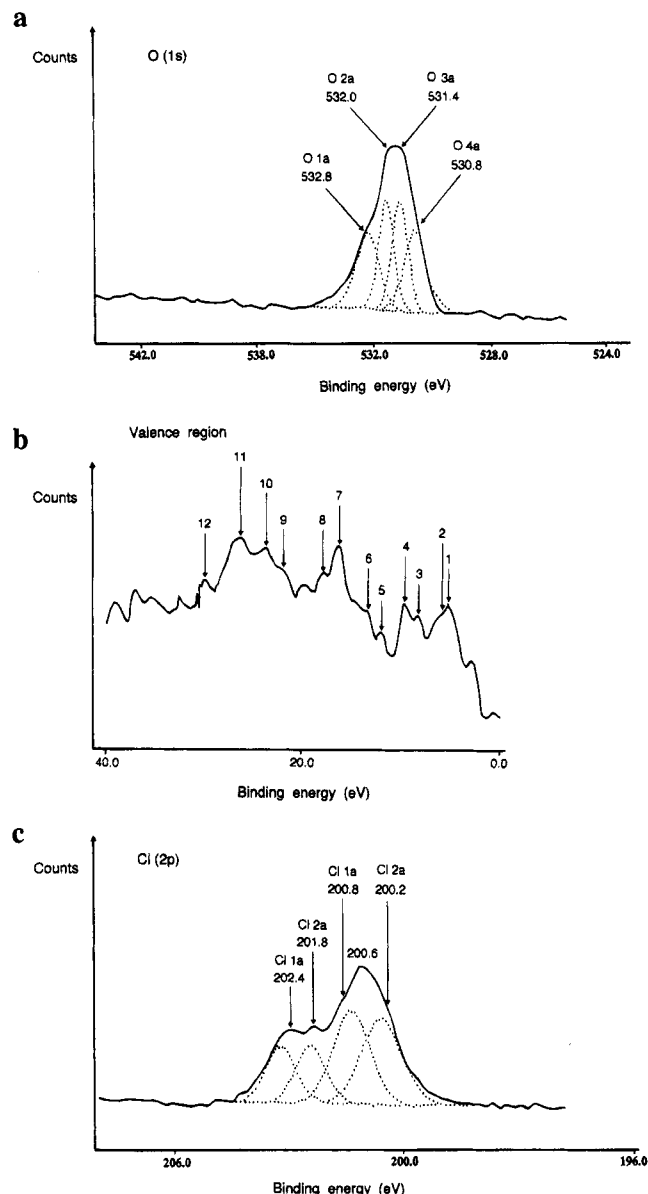 a
Counts
O (1s)
O 2a
532.0
O 3a
531.4
O 1a
532.8
O 4a
530.8
542.0 538.0 532.0 528.0 524.0
Binding energy (eV)
b
Valence region
Counts
12 11 10 9 8 7 6 5 4 3 2 1
40.0 20.0 0.0
Binding energy (eV)
c
Counts
Cl (2p)
Cl 1a
202.4
Cl 2a
201.8
Cl 1a
200.8
200.6
Cl 2a
200.2
206.0 200.0 196.0
Binding energy (eV)